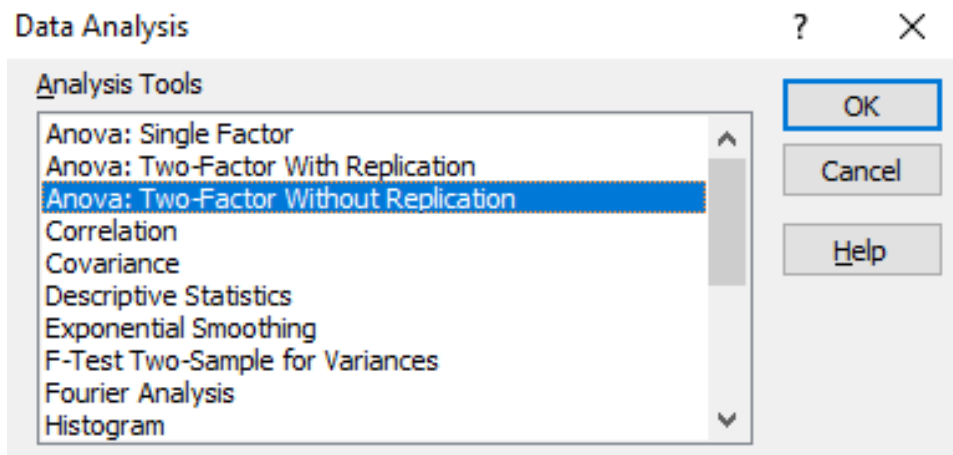 Data Analysis
?
Analysis Tools
Anova: Single Factor
Anova: Two-Factor With Replication
Anova: Two-Factor Without Replication
Correlation
Covariance
Descriptive Statistics
Exponential Smoothing
F-Test Two-Sample for Variances
Fourier Analysis
Histogram
OK
Cancel
Help